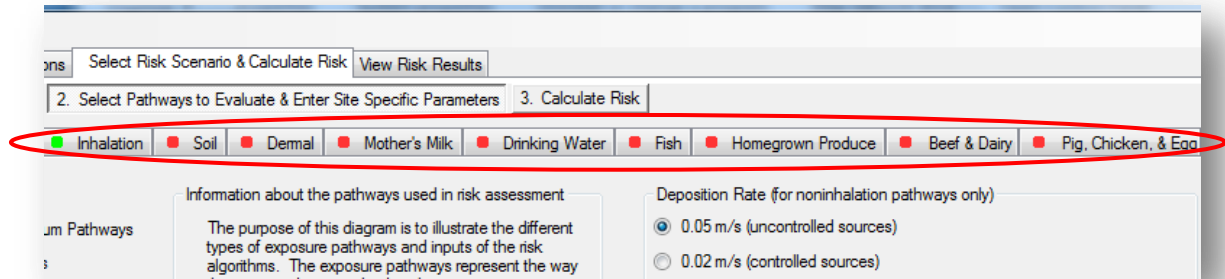 ons Select Risk Scenario & Calculate Risk View Risk Results
2. Select Pathways to Evaluate & Enter Site Specific Parameters 3. Calculate Risk
Inhalation Soil Dermal Mother's Milk Drinking Water Fish Homegrown Produce Beef & Dairy Pig, Chicken, & Egg
Information about the pathways used in risk assessment Deposition Rate (for noninhalation pathways only)
um Pathways The purpose of this diagram is to illustrate the different 0.05 m/s (uncontrolled sources)
types of exposure pathways and inputs of the risk
s algorithms. The exposure pathways represent the way 0.02 m/s (controlled sources)